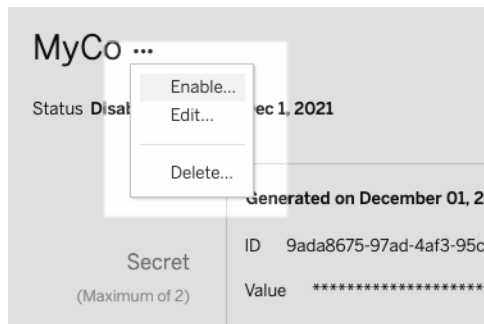 MyCo ...
Enable...
Status Disab ec 1, 2021
Edit...
Delete...
Generated on December 01, 2
ID 9ada8675-97ad-4af3-95c
Secret
Value ********************
(Maximum of 2)